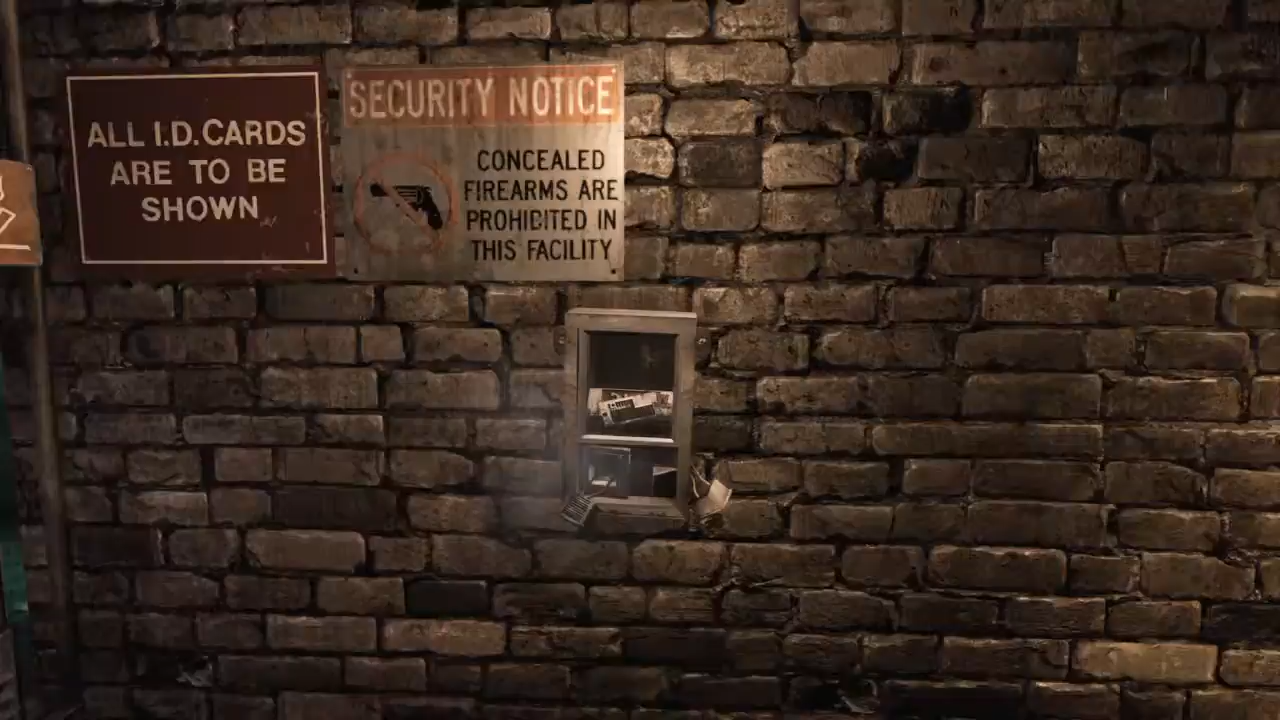 ALL I.D. CARDS
ARE TO BE
SHOWN
SECURITY NOTICE
CONCEALED
FIREARMS ARE
PROHIBITED IN
THIS FACILITY